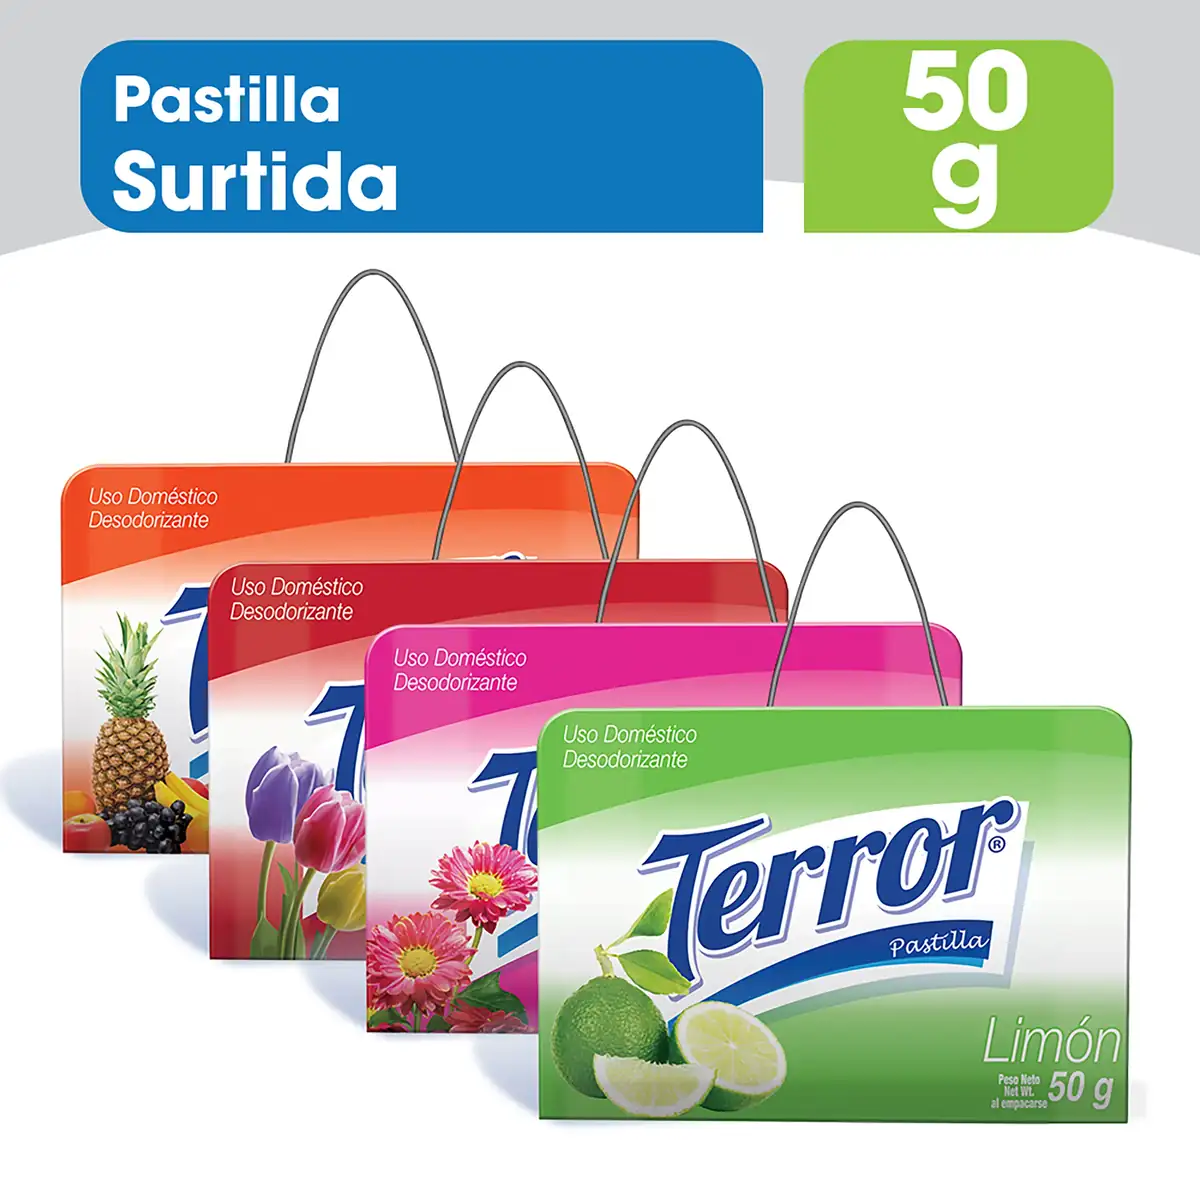 Pastilla
Surtida
50
g
Uso Doméstico
Desodorizante
Uso Doméstico
Desodorizante
Uso Doméstico
Desodorizante
Uso Doméstico
Desodorizante
Terror®
Pastilla
Limón
Peso Neto
Net Wt.
al empacarse
50 g